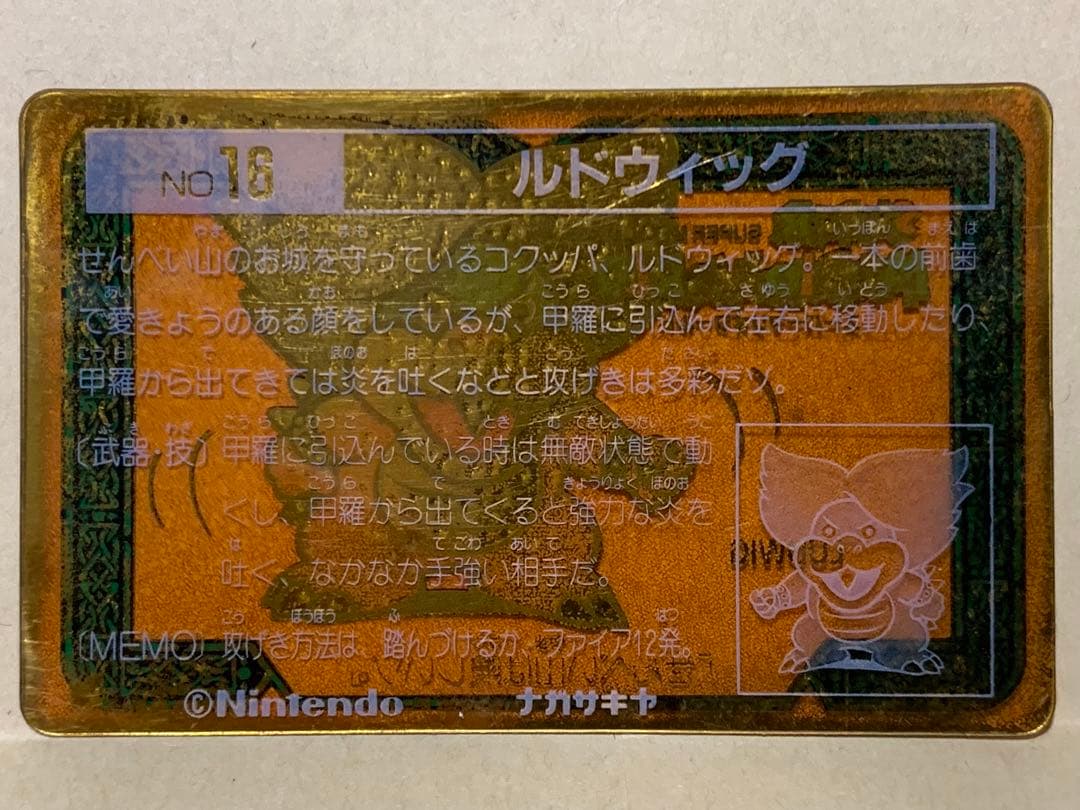 NO 16
ルドウィッグ
せんべい山のお城を守っているコクッパ、ルドウィッグ。一本の前歯
で愛きょうのある顔をしているが、甲羅に引込んで左右に移動したり、
甲羅から出てきては炎を吐くなどと攻げきは多彩だゾ。
〔武器・技〕甲羅に引込んでいる時は無敵状態で動
くし、甲羅から出てくると強力な炎を
吐く、なかなか手強い相手だ。
〔MEMO〕攻げき方法は、踏んづけるか、ファイア12発。
LUDWIG
©Nintendo ナガサキヤ